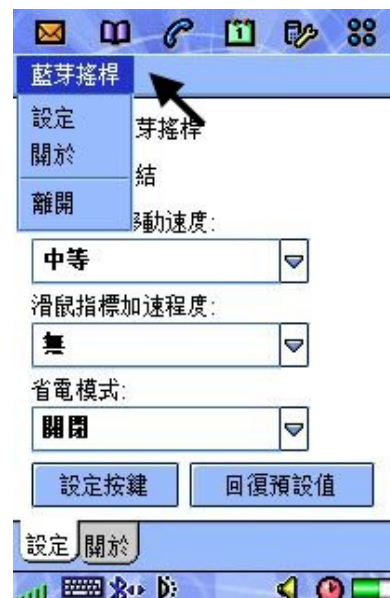 藍芽搖桿
設定
關於
離開
芽搖桿
結
移動速度:
中等
滑鼠指標加速程度:
無
省電模式:
關閉
設定按鍵
回復預設值
設定
關於